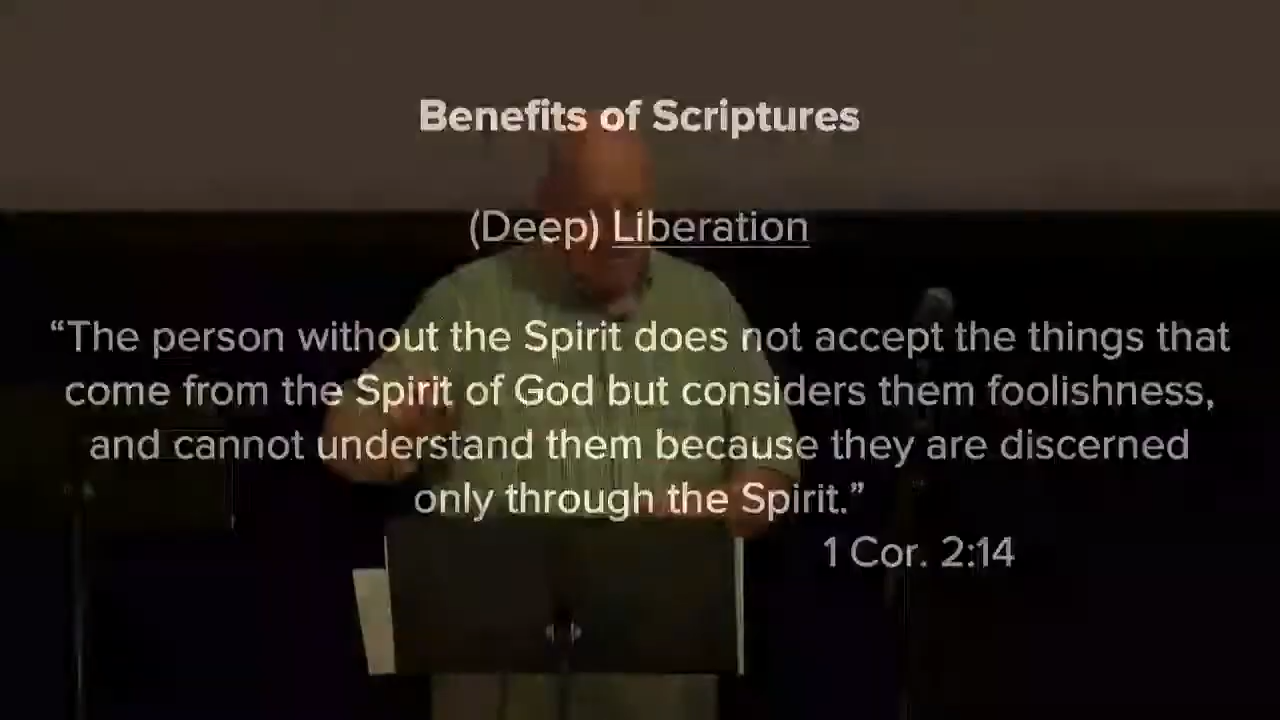 Benefits of Scriptures
(Deep) Liberation
“The person without the Spirit does not accept the things that
come from the Spirit of God but considers them foolishness,
and cannot understand them because they are discerned
only through the Spirit.”
1 Cor. 2:14